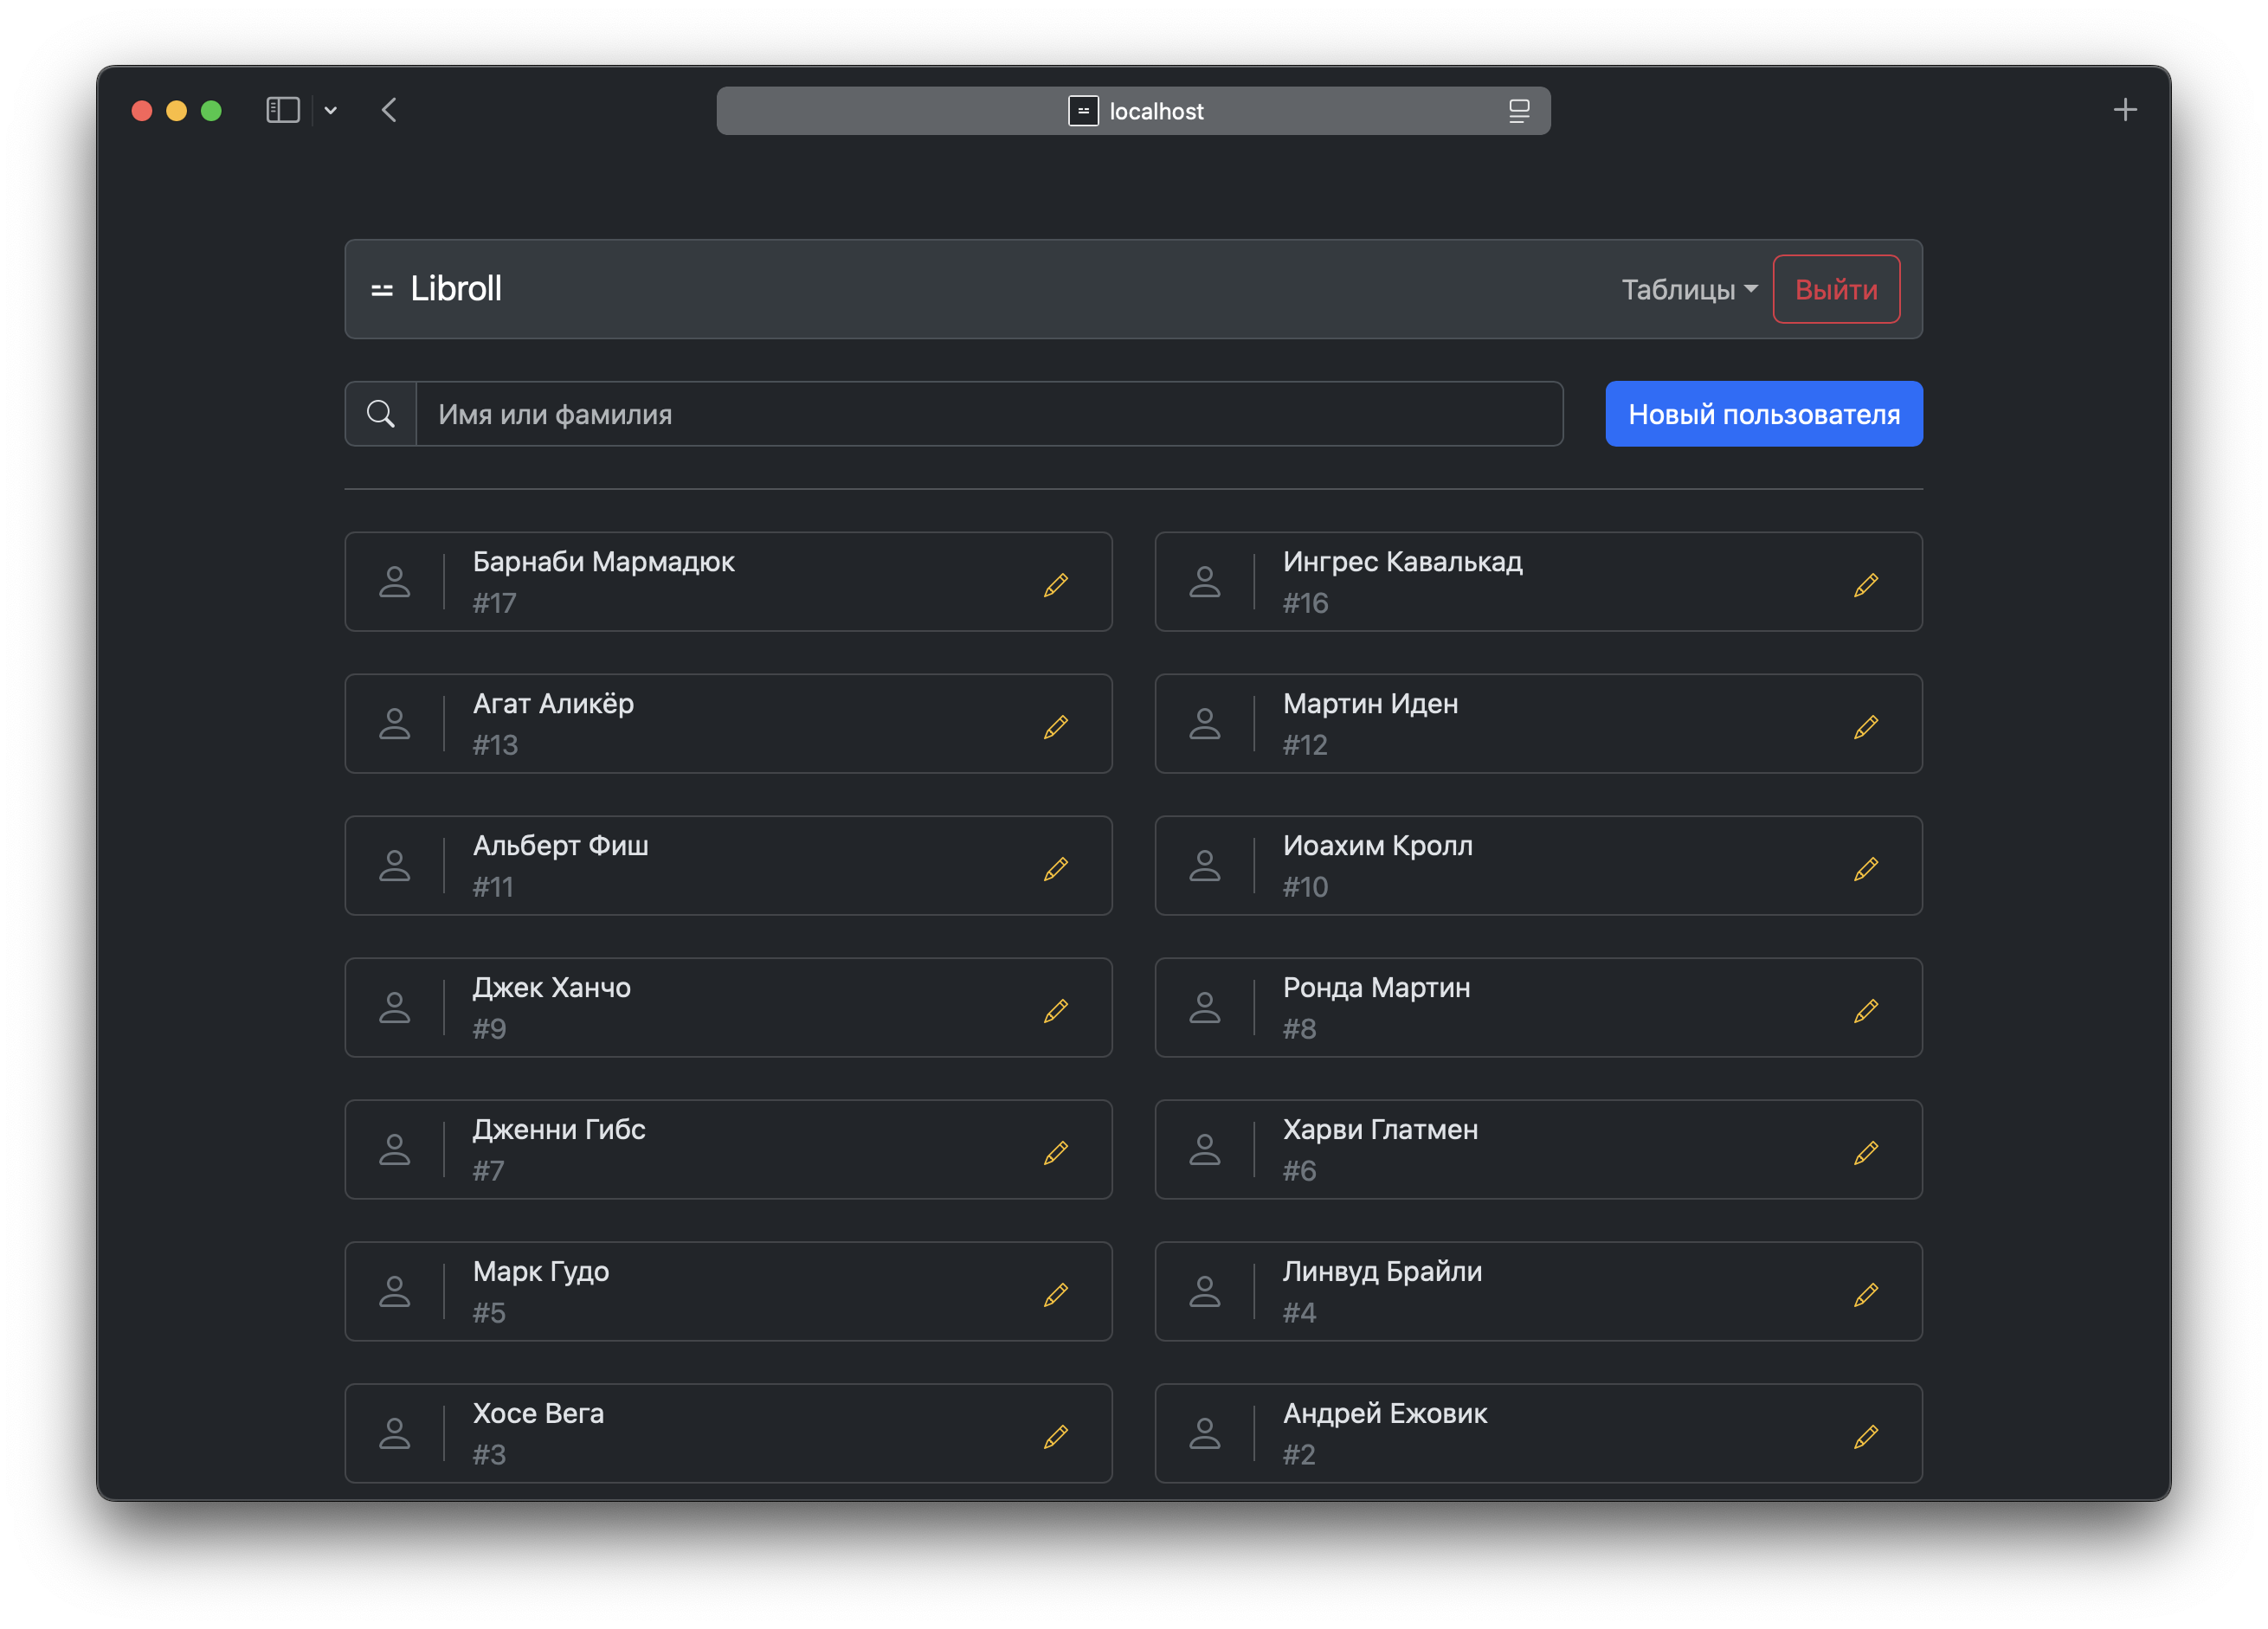 localhost
Libroll
Таблицы
Выйти
Имя или фамилия
Новый пользователя
Барнаби Мармадюк
#17
Ингрес Кавалькад
#16
Агат Аликёр
#13
Мартин Иден
#12
Альберт Фиш
#11
Иоахим Кролл
#10
Джек Ханчо
#9
Ронда Мартин
#8
Дженни Гибс
#7
Харви Глатмен
#6
Марк Гудо
#5
Линвуд Брайли
#4
Хосе Вега
#3
Андрей Ежовик
#2